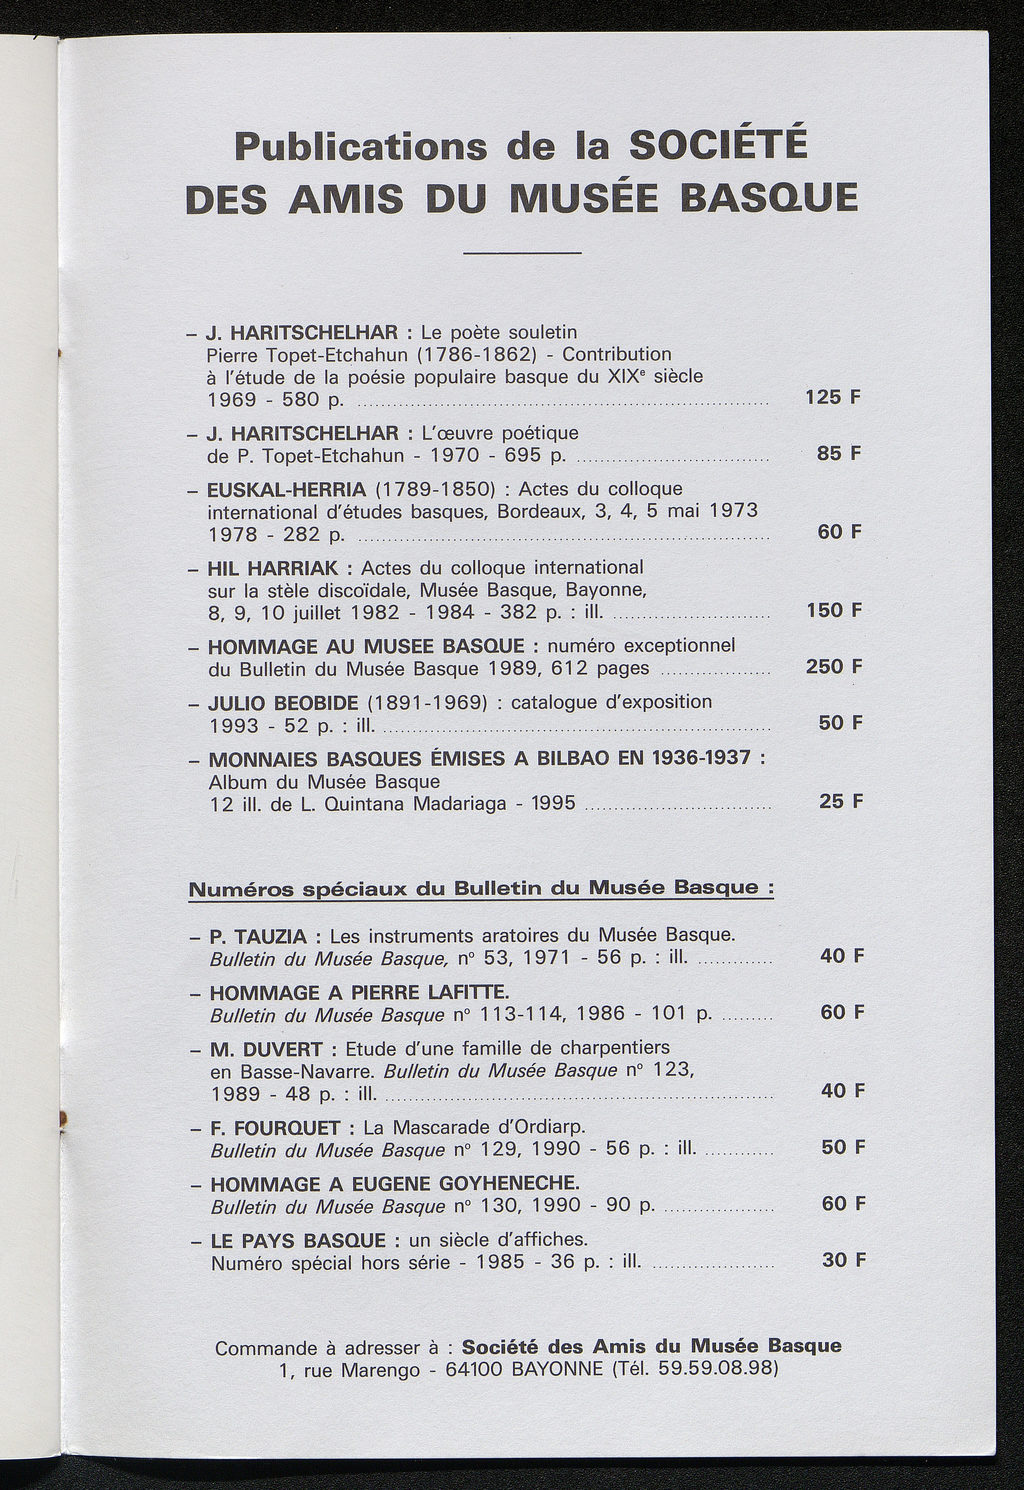 Publications de la SOCIÉTÉ
DES AMIS DU MUSÉE BASQUE
– J. HARITSCHELHAR : Le poète souletin
Pierre Topet-Etchahun (1786-1862) - Contribution
à l'étude de la poésie populaire basque du XIXe siècle
1969 - 580 p. 125 F
– J. HARITSCHELHAR : L'œuvre poétique
de P. Topet-Etchahun - 1970 - 695 p. 85 F
– EUSKAL-HERRIA (1789-1850) : Actes du colloque
international d'études basques, Bordeaux, 3, 4, 5 mai 1973
1978 - 282 p. 60 F
– HIL HARRIAK : Actes du colloque international
sur la stèle discoïdale, Musée Basque, Bayonne,
8, 9, 10 juillet 1982 - 1984 - 382 p. : ill. 150 F
– HOMMAGE AU MUSEE BASQUE : numéro exceptionnel
du Bulletin du Musée Basque 1989, 612 pages 250 F
– JULIO BEOBIDE (1891-1969) : catalogue d'exposition
1993 - 52 p. : ill. 50 F
– MONNAIES BASQUES ÉMISES A BILBAO EN 1936-1937 :
Album du Musée Basque
12 ill. de L. Quintana Madariaga - 1995 25 F
Numéros spéciaux du Bulletin du Musée Basque :
– P. TAUZIA : Les instruments aratoires du Musée Basque.
Bulletin du Musée Basque, n° 53, 1971 - 56 p. : ill. 40 F
– HOMMAGE A PIERRE LAFITTE.
Bulletin du Musée Basque n° 113-114, 1986 - 101 p. 60 F
– M. DUVERT : Etude d'une famille de charpentiers
en Basse-Navarre. Bulletin du Musée Basque n° 123,
1989 - 48 p. : ill. 40 F
– F. FOURQUET : La Mascarade d'Ordiarp.
Bulletin du Musée Basque n° 129, 1990 - 56 p. : ill. 50 F
– HOMMAGE A EUGENE GOYHENECHE.
Bulletin du Musée Basque n° 130, 1990 - 90 p. 60 F
– LE PAYS BASQUE : un siècle d'affiches.
Numéro spécial hors série - 1985 - 36 p. : ill. 30 F
Commande à adresser à : Société des Amis du Musée Basque
1, rue Marengo - 64100 BAYONNE (Tél. 59.59.08.98)